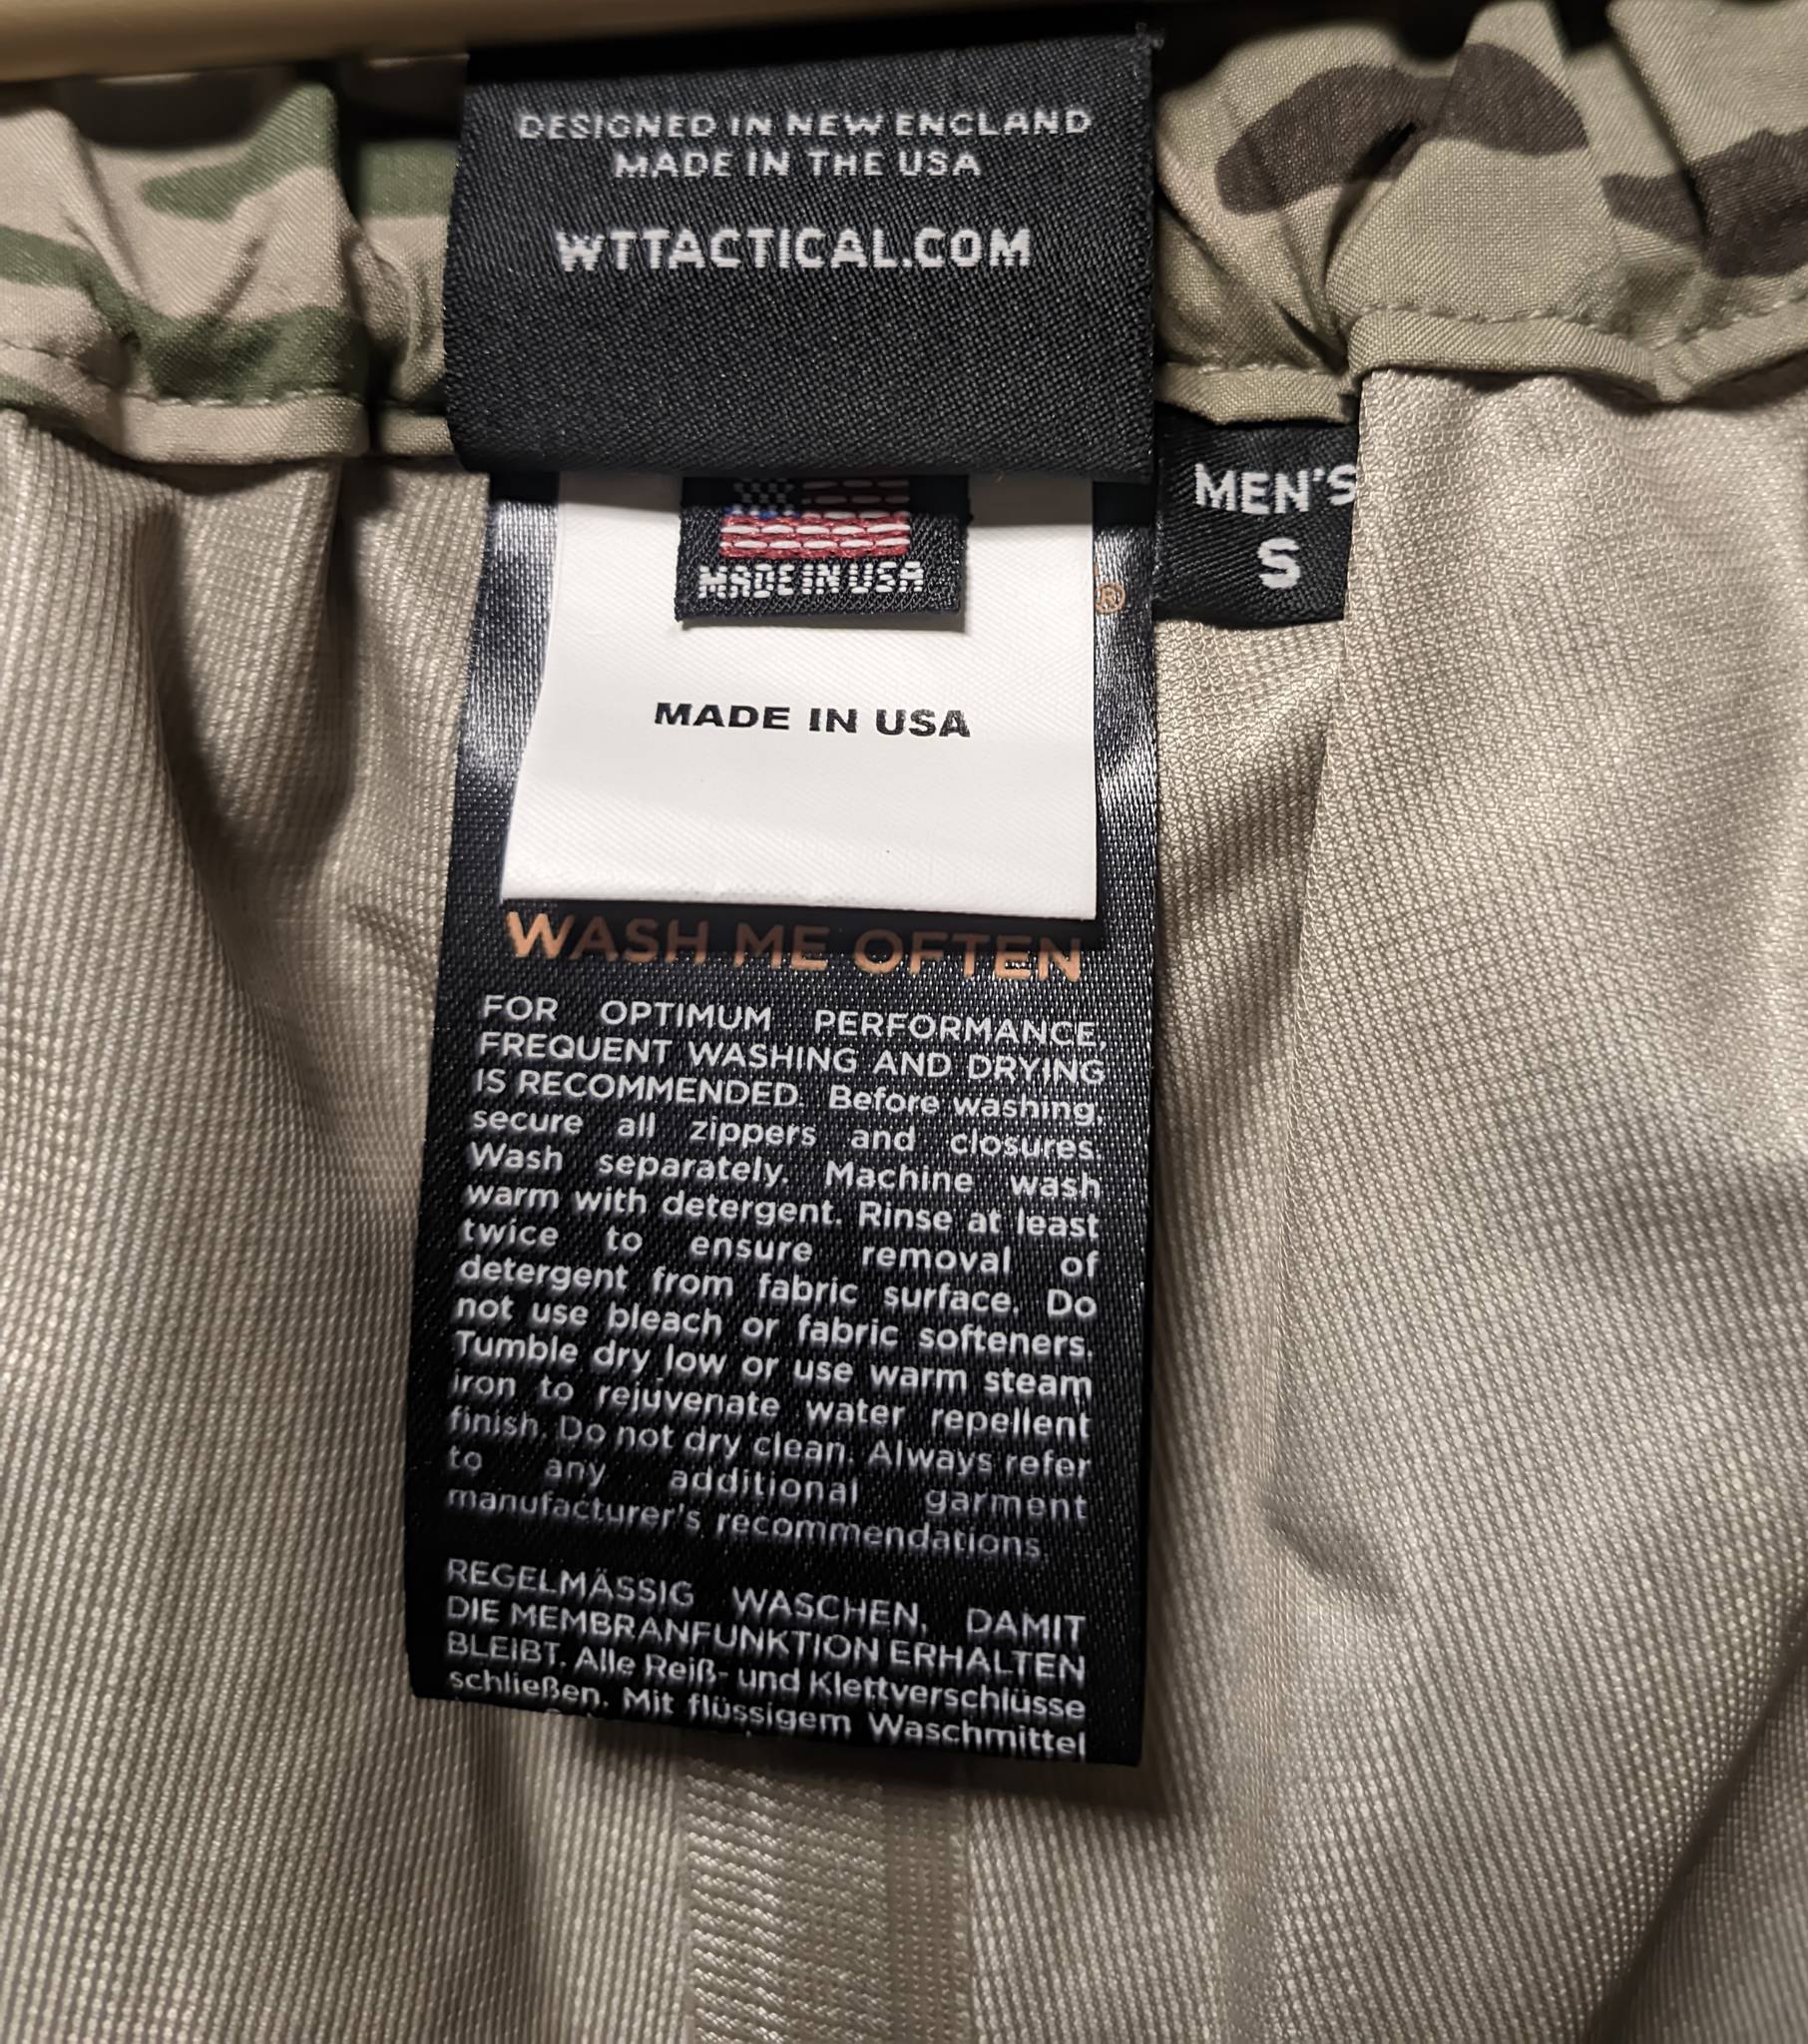 DESIGNED IN NEW ENGLAND
MADE IN THE USA
WTTACTICAL.COM
MEN'S
S
MADE IN USA
®
MADE IN USA
WASH ME OFTEN
FOR OPTIMUM PERFORMANCE,
FREQUENT WASHING AND DRYING
IS RECOMMENDED. Before washing,
secure all zippers and closures.
Wash separately. Machine wash
warm with detergent. Rinse at least
twice to ensure removal of
detergent from fabric surface. Do
not use bleach or fabric softeners.
Tumble dry low or use warm steam
iron to rejuvenate water repellent
finish. Do not dry clean. Always refer
to any additional garment
manufacturer's recommendations.
REGELMÄSSIG WASCHEN, DAMIT
DIE MEMBRANFUNKTION ERHALTEN
BLEIBT. Alle Reiß- und Klettverschlüsse
schließen. Mit flüssigem Waschmittel